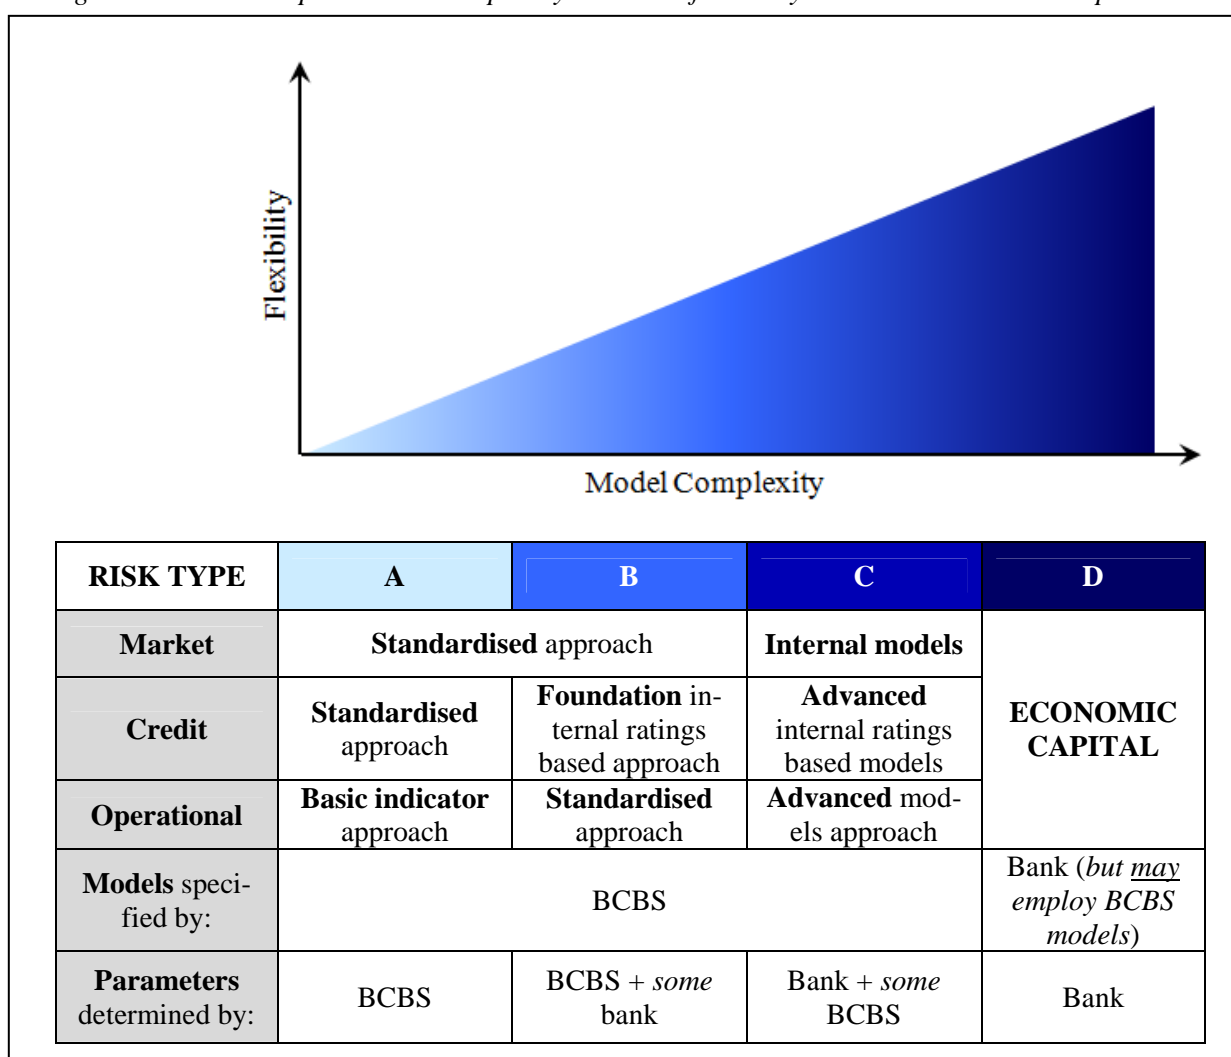 Flexibility
Model Complexity
RISK TYPE A B C D
Market Standardised approach Internal models
Credit Standardised approach
Foundation in-
ternal ratings
based approach
Advanced
internal ratings
based models
ECONOMIC
CAPITAL
Operational Basic indicator
approach
Standardised
approach
Advanced mod-
els approach
Models speci-
fied by:
BCBS
Bank (but may
employ BCBS
models)
Parameters
determined by:
BCBS
BCBS + some
bank
Bank + some
BCBS
Bank